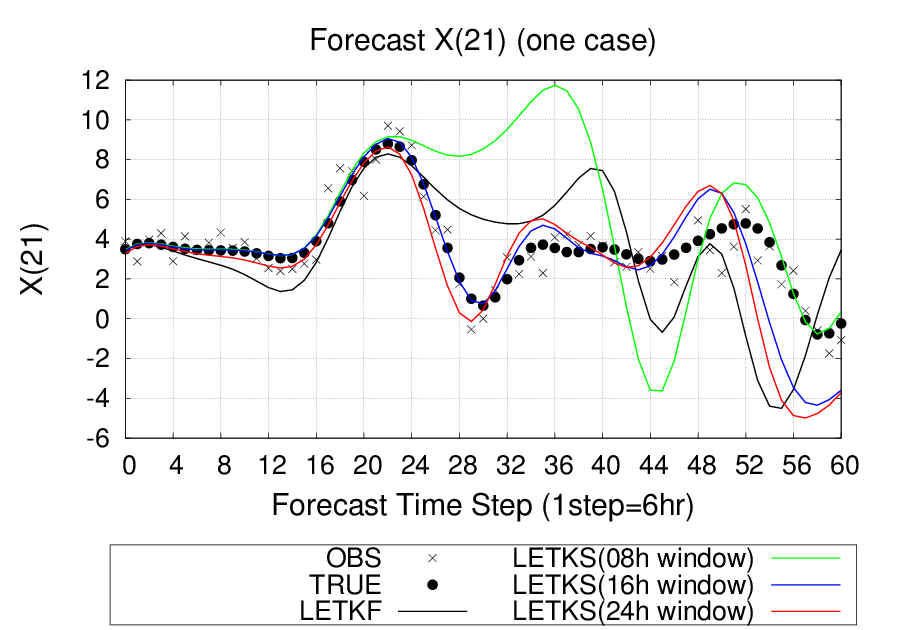 Forecast X(21) (one case)
X(21)
12
10
8
6
4
2
0
-2
-4
-6
0 4 8 12 16 20 24 28 32 36 40 44 48 52 56 60
Forecast Time Step (1step=6hr)
OBS LETKS(08h window)
TRUE LETKS(16h window)
LETKF LETKS(24h window)